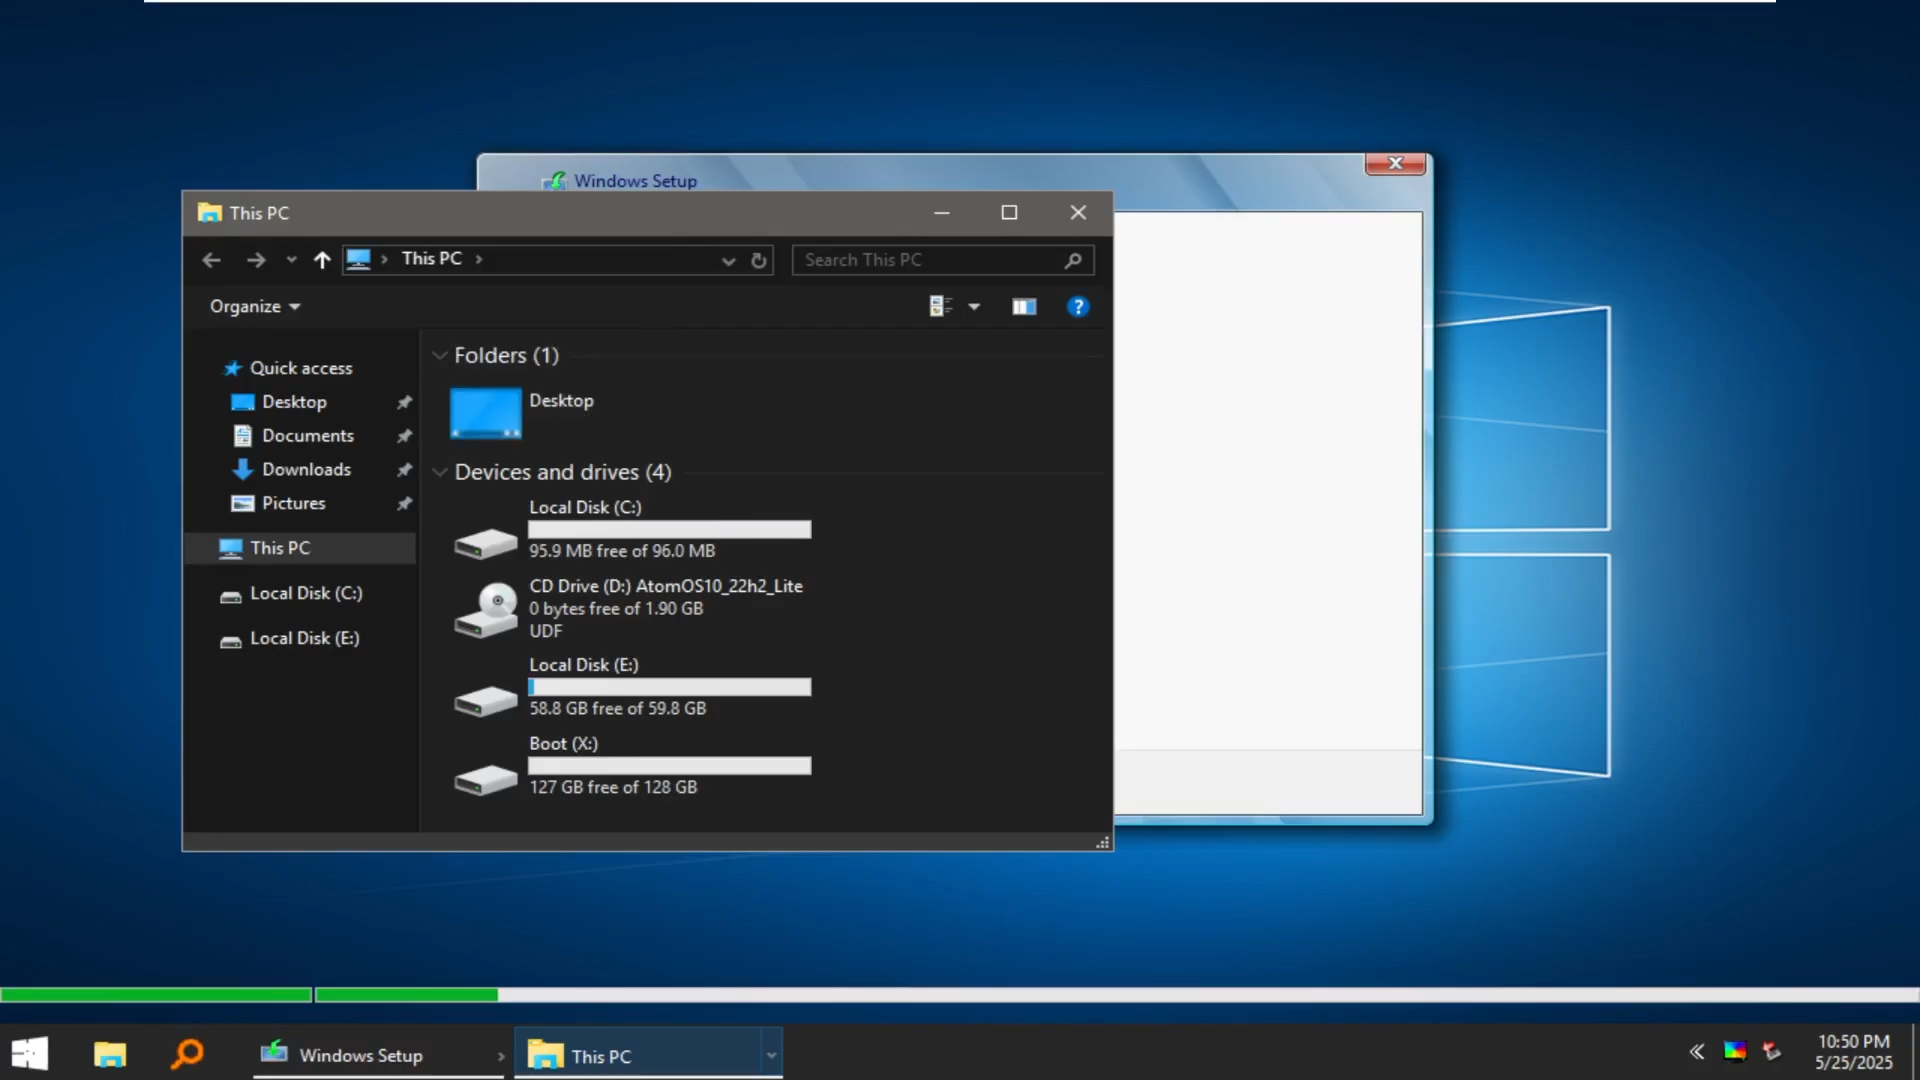 Windows Setup
This PC
This PC
Search This PC
Organize
Quick access
Desktop
Documents
Downloads
Pictures
This PC
Local Disk (C:)
Local Disk (E:)
Folders (1)
Desktop
Devices and drives (4)
Local Disk (C:)
95.9 MB free of 96.0 MB
CD Drive (D:) AtomOS10_22h2_Lite
0 bytes free of 1.90 GB
UDF
Local Disk (E:)
58.8 GB free of 59.8 GB
Boot (X:)
127 GB free of 128 GB
Windows Setup
This PC
10:50 PM
5/25/2025